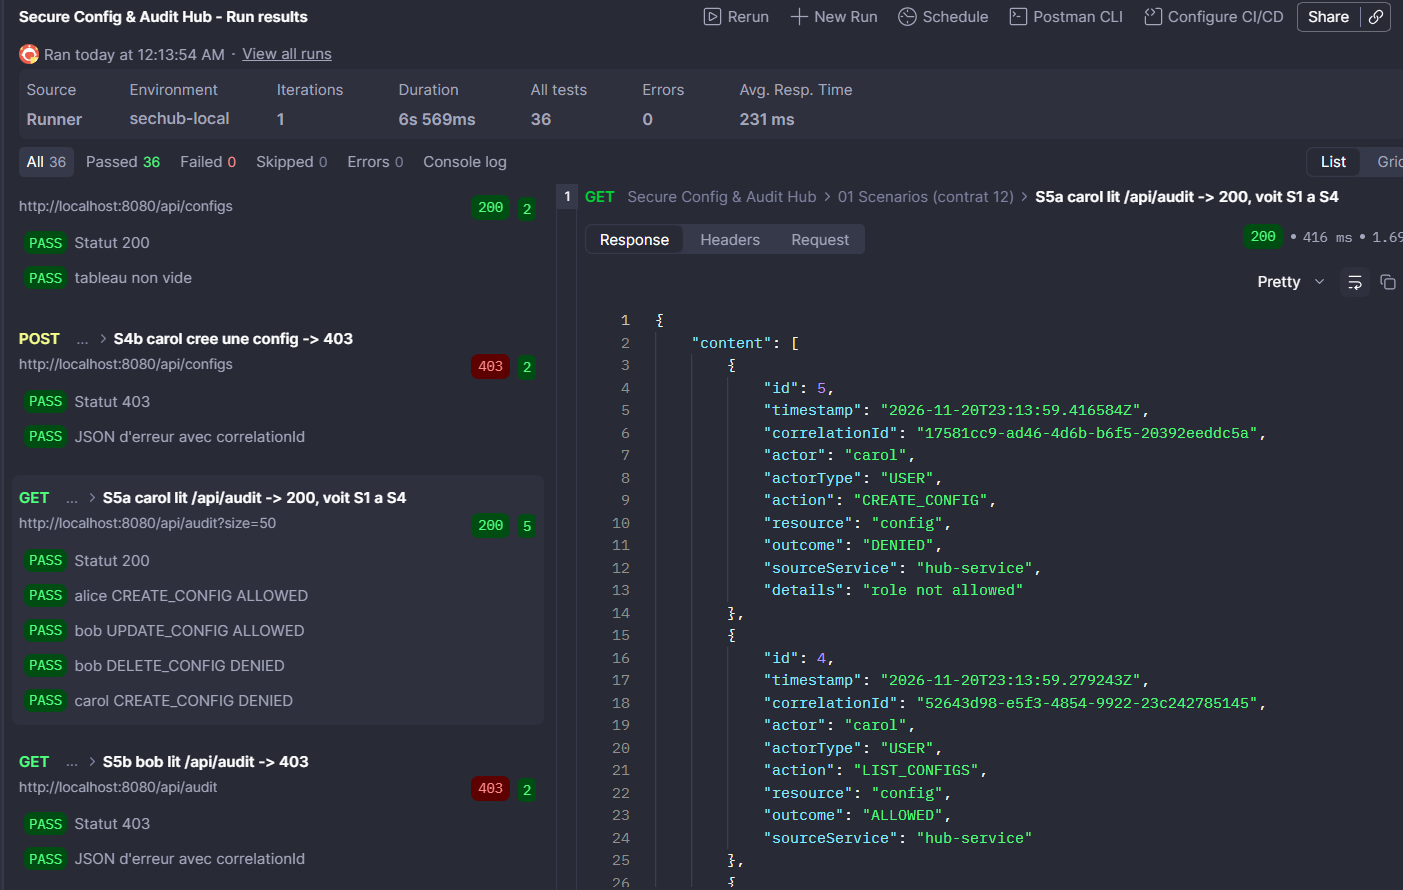 Secure Config & Audit Hub - Run results
Rerun
New Run
Schedule
Postman CLI
Configure CI/CD
Share
Ran today at 12:13:54 AM · View all runs
Source Environment Iterations Duration All tests Errors Avg. Resp. Time
Runner sechub-local 1 6s 569ms 36 0 231 ms
All 36 Passed 36 Failed 0 Skipped 0 Errors 0 Console log
List
http://localhost:8080/api/configs 200 2
PASS Statut 200
PASS tableau non vide
POST ... > S4b carol cree une config -> 403
http://localhost:8080/api/configs 403 2
PASS Statut 403
PASS JSON d'erreur avec correlationId
GET ... > S5a carol lit /api/audit -> 200, voit S1 a S4
http://localhost:8080/api/audit?size=50 200 5
PASS Statut 200
PASS alice CREATE_CONFIG ALLOWED
PASS bob UPDATE_CONFIG ALLOWED
PASS bob DELETE_CONFIG DENIED
PASS carol CREATE_CONFIG DENIED
GET ... > S5b bob lit /api/audit -> 403
http://localhost:8080/api/audit 403 2
PASS Statut 403
PASS JSON d'erreur avec correlationId
1 GET Secure Config & Audit Hub > 01 Scenarios (contrat 12) > S5a carol lit /api/audit -> 200, voit S1 a S4
Response Headers Request
200 • 416 ms • 1.69
Pretty
1 {
2 "content": [
3 {
4 "id": 5,
5 "timestamp": "2026-11-20T23:13:59.416584Z",
6 "correlationId": "17581cc9-ad46-4d6b-b6f5-20392eeddc5a",
7 "actor": "carol",
8 "actorType": "USER",
9 "action": "CREATE_CONFIG",
10 "resource": "config",
11 "outcome": "DENIED",
12 "sourceService": "hub-service",
13 "details": "role not allowed"
14 },
15 {
16 "id": 4,
17 "timestamp": "2026-11-20T23:13:59.279243Z",
18 "correlationId": "52643d98-e5f3-4854-9922-23c242785145",
19 "actor": "carol",
20 "actorType": "USER",
21 "action": "LIST_CONFIGS",
22 "resource": "config",
23 "outcome": "ALLOWED",
24 "sourceService": "hub-service"
25 },
26 {